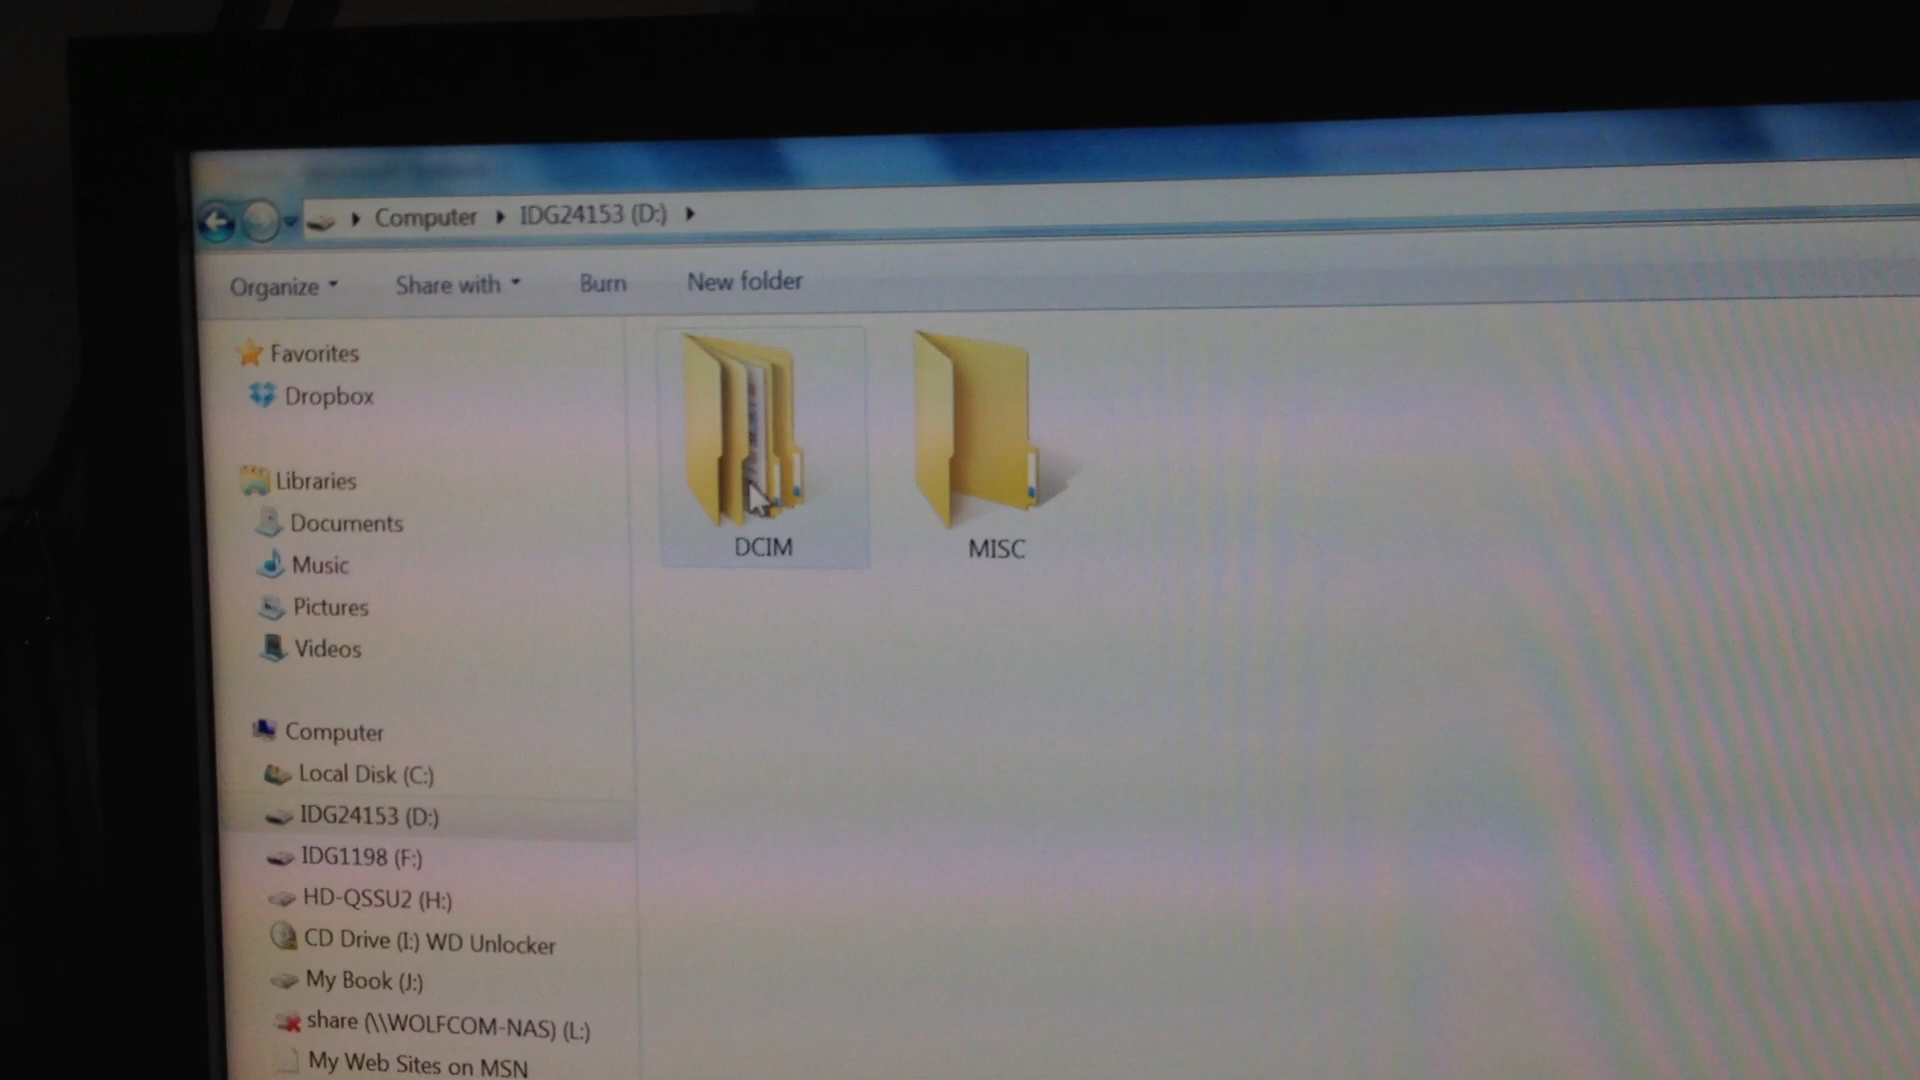 Computer IDG24153 (D:)
Organize Share with Burn New folder
Favorites
Dropbox
Libraries
Documents
Music
Pictures
Videos
Computer
Local Disk (C:)
IDG24153 (D:)
IDG1198 (F:)
HD-QSSU2 (H:)
CD Drive (I:) WD Unlocker
My Book (J:)
share (\\WOLFCOM-NAS) (L:)
My Web Sites on MSN
DCIM MISC